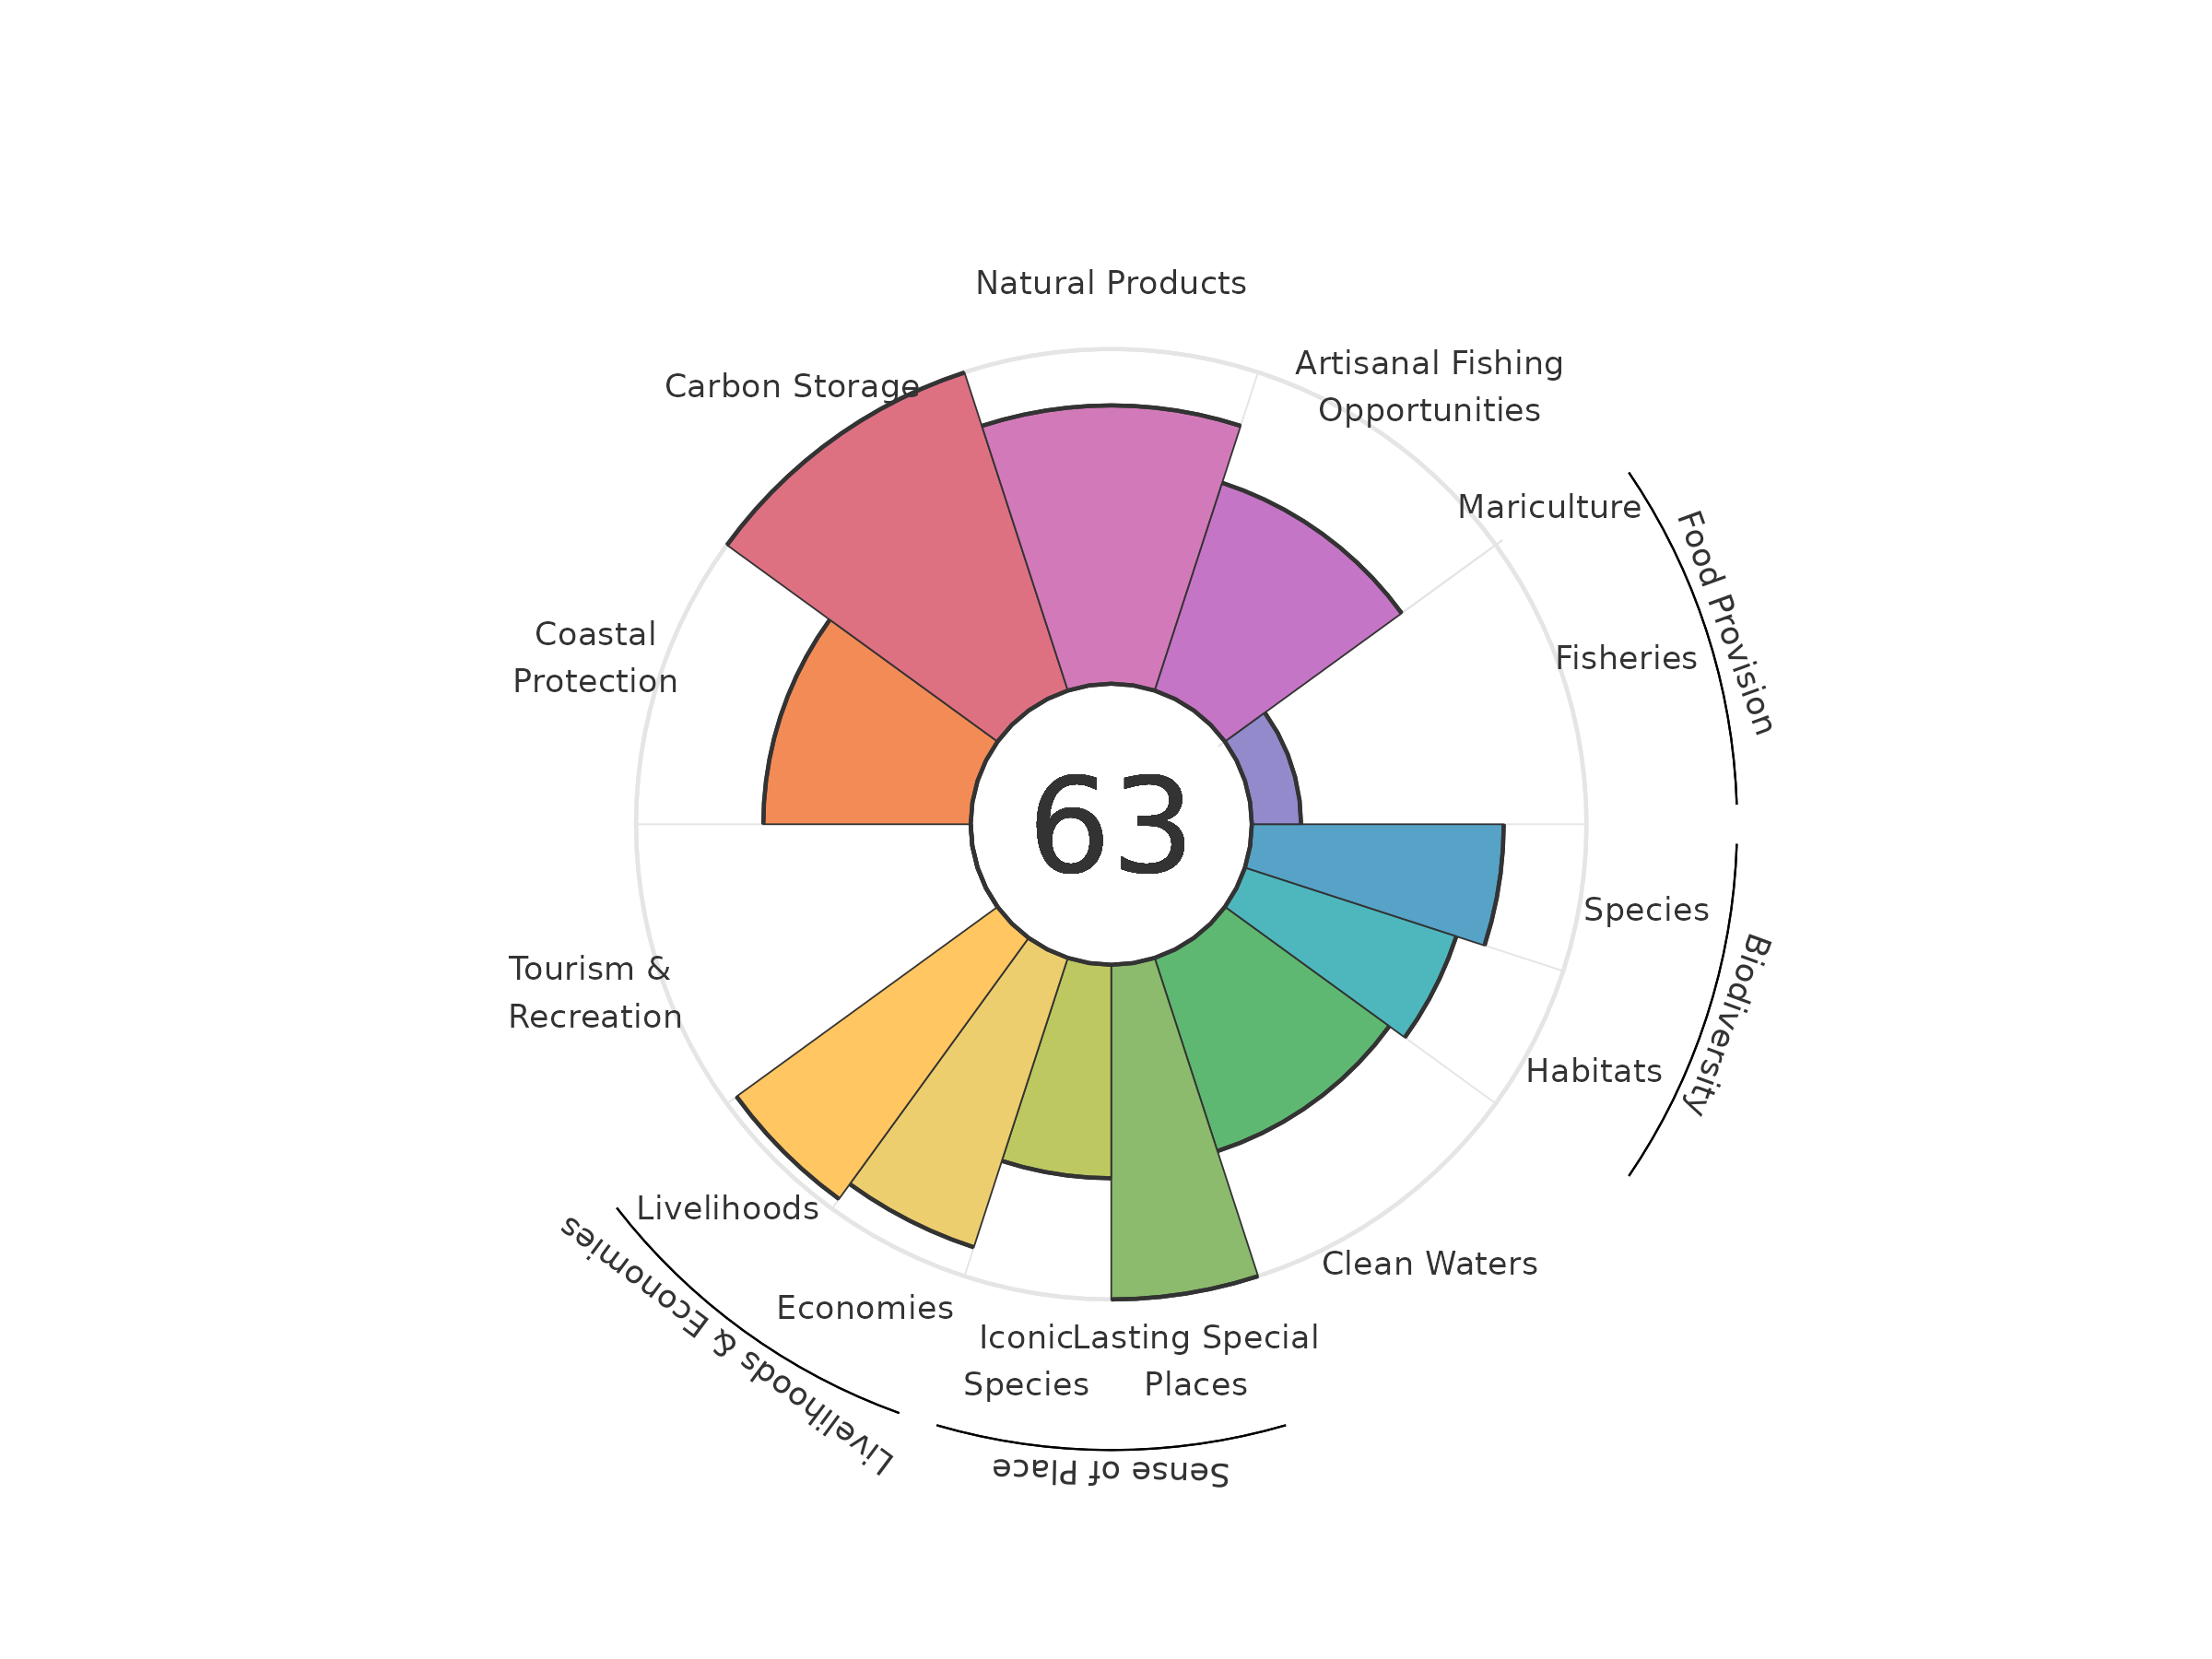 Natural Products
Artisanal Fishing
Opportunities
Carbon Storage
Mariculture
Food Provision
Coastal
Protection
Fisheries
63
Species
Biodiversity
Tourism &
Recreation
Habitats
Livelihoods
Livelihoods & Economies
Clean Waters
Economies
Iconic
Species
Lasting Special
Places
Sense of Place